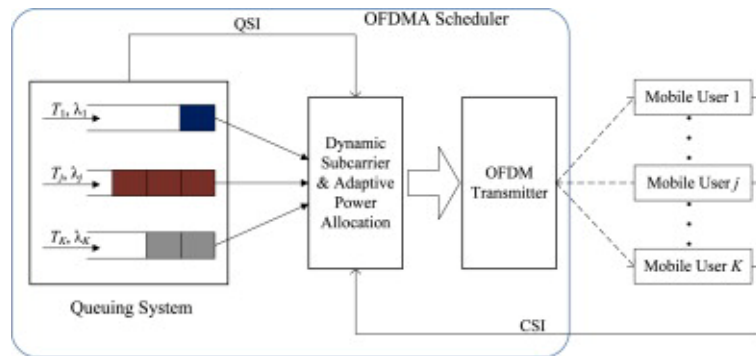 QSI
OFDMA Scheduler
T1, λ1
Tj, λj
TK, λK
Queuing System
Dynamic
Subcarrier
& Adaptive
Power
Allocation
OFDM
Transmitter
Mobile User 1
Mobile User j
Mobile User K
CSI